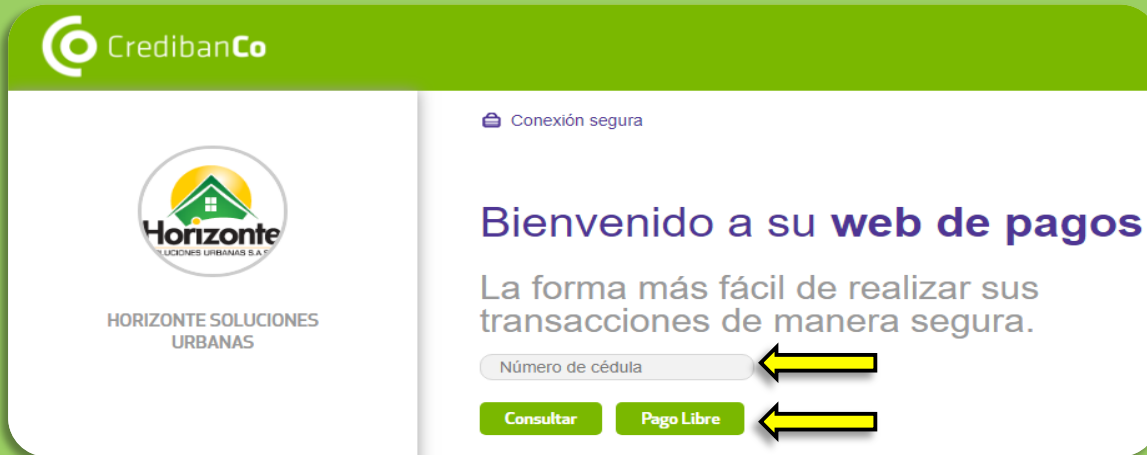 CredibanCo
Conexión segura
Horizonte
SOLUCIONES URBANAS S.A.S
HORIZONTE SOLUCIONES
URBANAS
Bienvenido a su web de pagos
La forma más fácil de realizar sus
transacciones de manera segura.
Número de cédula
Consultar Pago Libre